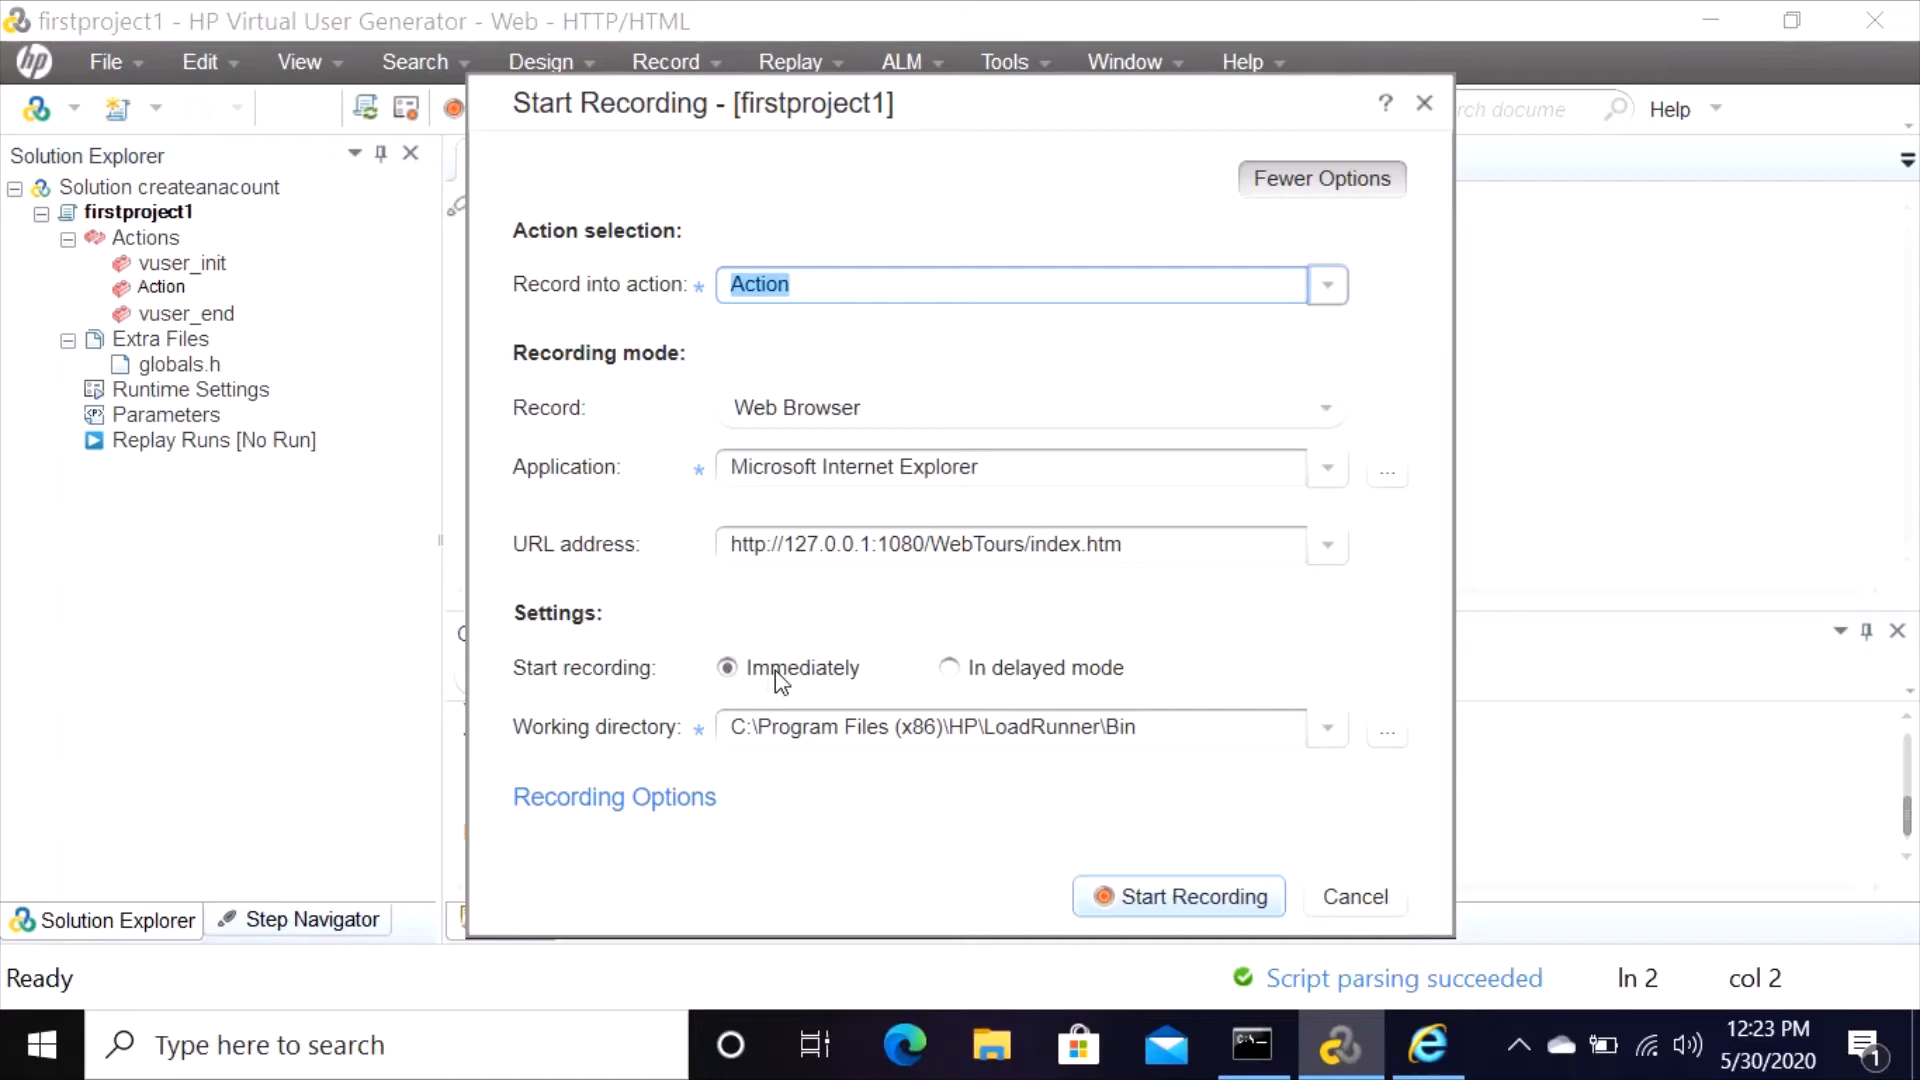 firstproject1 - HP Virtual User Generator - Web - HTTP/HTML
hp File Edit View Search Design Record Replay ALM Tools Window Help
rch docume Help
Start Recording - [firstproject1] ?
Solution Explorer
Solution createanacount
firstproject1
Actions
vuser_init
Action
vuser_end
Extra Files
globals.h
Runtime Settings
Parameters
Replay Runs [No Run]
Fewer Options
Action selection:
Record into action: * Action
Recording mode:
Record: Web Browser
Application: * Microsoft Internet Explorer ...
URL address: http://127.0.0.1:1080/WebTours/index.htm
Settings:
Start recording: Immediately In delayed mode
Working directory: * C:\Program Files (x86)\HP\LoadRunner\Bin ...
Recording Options
Start Recording Cancel
Solution Explorer Step Navigator
Ready Script parsing succeeded ln 2 col 2
Type here to search
12:23 PM
5/30/2020
1